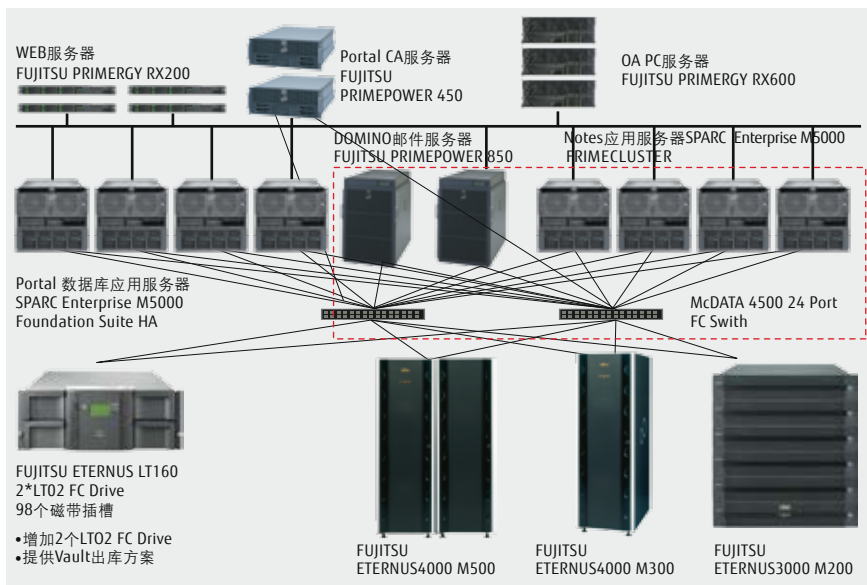 WEB服务器
FUJITSU PRIMERGY RX200
Portal CA服务器
FUJITSU
PRIMEPOWER 450
OA PC服务器
FUJITSU PRIMERGY RX600
DOMINO邮件服务器
FUJITSU PRIMEPOWER 850
Notes应用服务器SPARC Enterprise M5000
PRIMECLUSTER
Portal 数据库应用服务器
SPARC Enterprise M5000
Foundation Suite HA
McDATA 4500 24 Port
FC Swith
FUJITSU ETERNUS LT160
2*LT02 FC Drive
98个磁带插槽
•增加2个LTO2 FC Drive
•提供Vault出库方案
FUJITSU
ETERNUS4000 M500
FUJITSU
ETERNUS4000 M300
FUJITSU
ETERNUS3000 M200